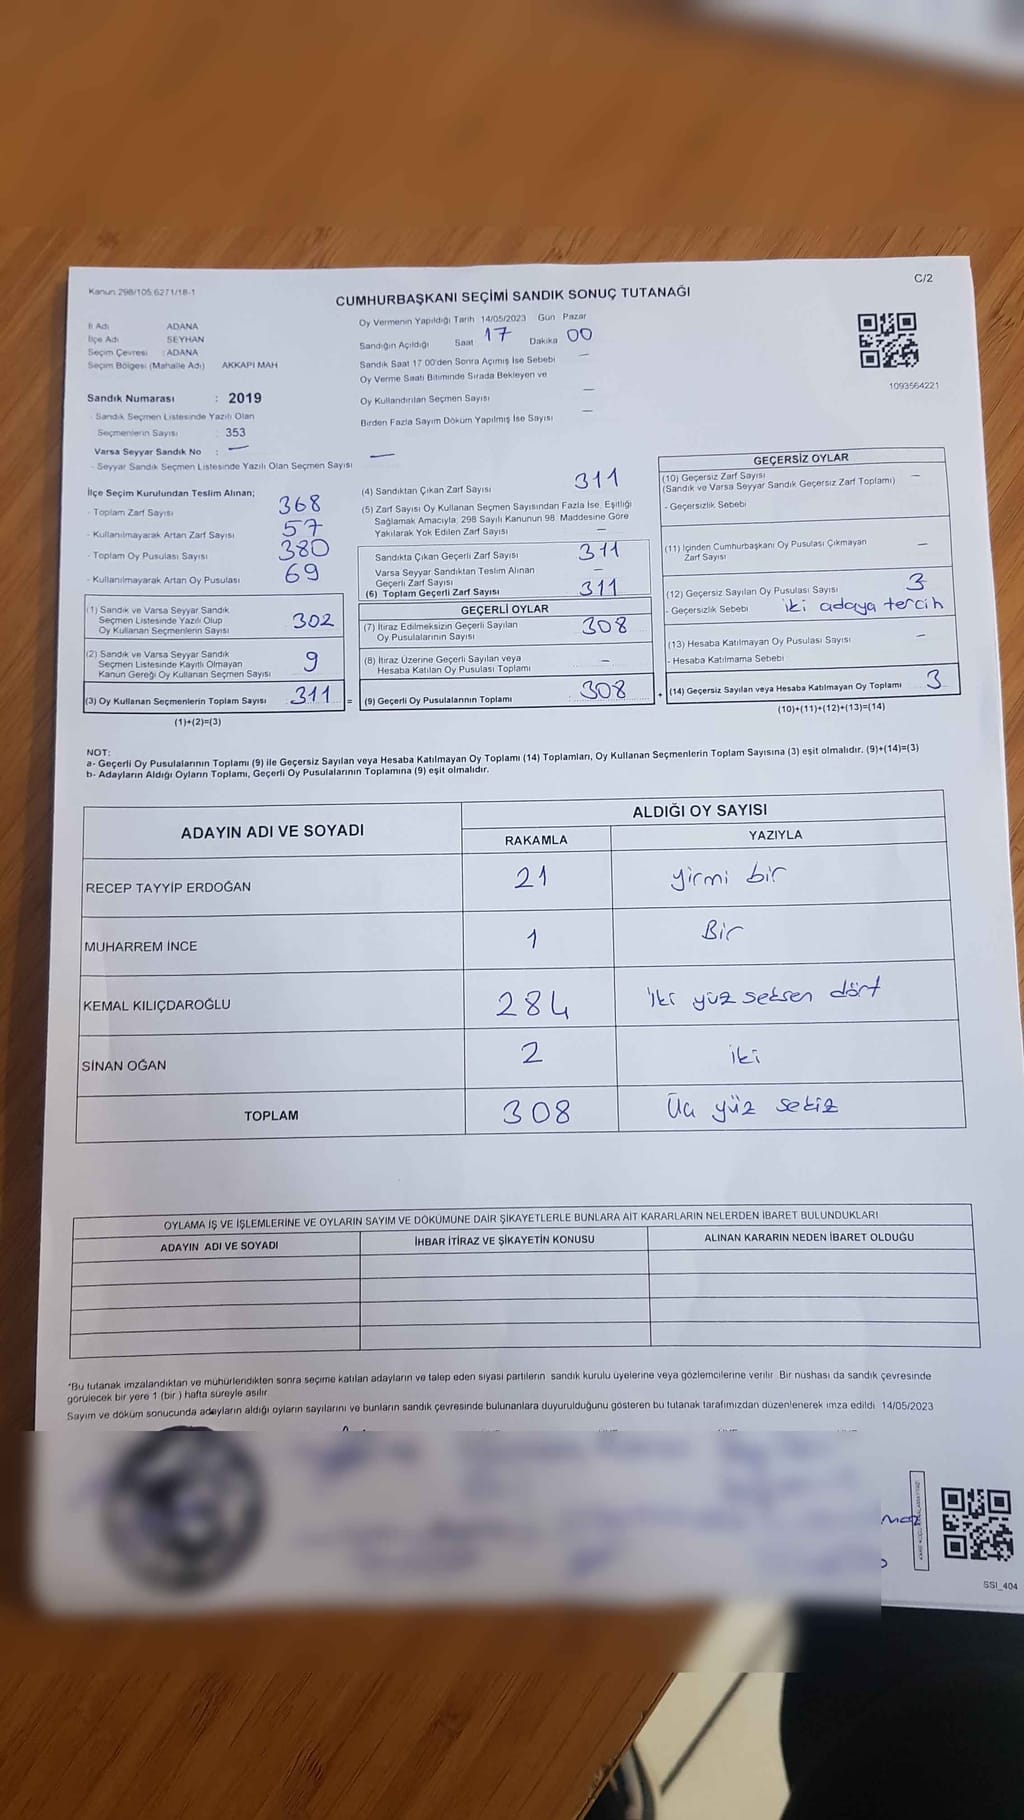 C/2
Kanun 298/105;6271/18-1
CUMHURBAŞKANI SEÇİMİ SANDIK SONUÇ TUTANAĞI
İl Adı ADANA
İlçe Adı SEYHAN
Seçim Çevresi : ADANA
Seçim Bölgesi (Mahalle Adı) AKKAPI MAH
Sandık Numarası : 2019
- Sandık Seçmen Listesinde Yazılı Olan
Seçmenlerin Sayısı : 353
Varsa Seyyar Sandık No : —
- Seyyar Sandık Seçmen Listesinde Yazılı Olan Seçmen Sayısı —
Oy Vermenin Yapıldığı Tarih 14/05/2023 Gün Pazar
Sandığın Açıldığı Saat 17 Dakika 00
Sandık Saat 17 00'den Sonra Açımış İse Sebebi —
Oy Verme Saati Bitiminde Sırada Bekleyen ve
Oy Kullandırılan Seçmen Sayısı —
Birden Fazla Sayım Döküm Yapılmış İse Sayısı —
1093564221
İlçe Seçim Kurulundan Teslim Alınan;
- Toplam Zarf Sayısı 368
- Kullanılmayarak Artan Zarf Sayısı 57
- Toplam Oy Pusulası Sayısı 380
- Kullanılmayarak Artan Oy Pusulası 69
(1) Sandık ve Varsa Seyyar Sandık
Seçmen Listesinde Yazılı Olup
Oy Kullanan Seçmenlerin Sayısı 302
(2) Sandık ve Varsa Seyyar Sandık
Seçmen Listesinde Kayıtlı Olmayan
Kanun Gereği Oy Kullanan Seçmen Sayısı 9
(3) Oy Kullanan Seçmenlerin Toplam Sayısı 311 =
(1)+(2)=(3)
(4) Sandıktan Çıkan Zarf Sayısı 311
(5) Zarf Sayısı Oy Kullanan Seçmen Sayısından Fazla İse, Eşitliği
Sağlamak Amacıyla; 298 Sayılı Kanunun 98. Maddesine Göre
Yakılarak Yok Edilen Zarf Sayısı —
Sandıkta Çıkan Geçerli Zarf Sayısı 311
Varsa Seyyar Sandıktan Teslim Alınan
Geçerli Zarf Sayısı —
(6) Toplam Geçerli Zarf Sayısı 311
GEÇERLİ OYLAR
(7) İtiraz Edilmeksizin Geçerli Sayılan
Oy Pusulalarının Sayısı 308
(8) İtiraz Üzerine Geçerli Sayılan veya
Hesaba Katılan Oy Pusulası Toplamı —
(9) Geçerli Oy Pusulalarının Toplamı 308 +
GEÇERSİZ OYLAR
(10) Geçersiz Zarf Sayısı —
(Sandık ve Varsa Seyyar Sandık Geçersiz Zarf Toplamı)
- Geçersizlik Sebebi
(11) İçinden Cumhurbaşkanı Oy Pusulası Çıkmayan
Zarf Sayısı —
(12) Geçersiz Sayılan Oy Pusulası Sayısı 3
- Geçersizlik Sebebi iki adaya tercih
(13) Hesaba Katılmayan Oy Pusulası Sayısı —
- Hesaba Katılmama Sebebi
(14) Geçersiz Sayılan veya Hesaba Katılmayan Oy Toplamı 3
(10)+(11)+(12)+(13)=(14)
NOT:
a- Geçerli Oy Pusulalarının Toplamı (9) ile Geçersiz Sayılan veya Hesaba Katılmayan Oy Toplamı (14) Toplamları, Oy Kullanan Seçmenlerin Toplam Sayısına (3) eşit olmalıdır. (9)+(14)=(3)
b- Adayların Aldığı Oyların Toplamı, Geçerli Oy Pusulalarının Toplamına (9) eşit olmalıdır.
ADAYIN ADI VE SOYADI ALDIĞI OY SAYISI
RAKAMLA YAZIYLA
RECEP TAYYİP ERDOĞAN 21 yirmi bir
MUHARREM İNCE 1 Bir
KEMAL KILIÇDAROĞLU 284 iki yüz seksen dört
SİNAN OĞAN 2 iki
TOPLAM 308 Üç yüz sekiz
OYLAMA İŞ VE İŞLEMLERİNE VE OYLARIN SAYIM VE DÖKÜMÜNE DAİR ŞİKAYETLERLE BUNLARA AİT KARARLARIN NELERDEN İBARET BULUNDUKLARI
ADAYIN ADI VE SOYADI İHBAR İTİRAZ VE ŞİKAYETİN KONUSU ALINAN KARARIN NEDEN İBARET OLDUĞU
*Bu tutanak imzalandıktan ve mühürlendikten sonra seçime katılan adayların ve talep eden siyasi partilerin sandık kurulu üyelerine veya gözlemcilerine verilir Bir nüshası da sandık çevresinde
görülecek bir yere 1 (bir ) hafta süreyle asılır
Sayım ve döküm sonucunda adayların aldığı oyların sayılarını ve bunların sandık çevresinde bulunanlara duyurulduğunu gösteren bu tutanak tarafımızdan düzenlenerek imza edildi 14/05/2023
SSI_404